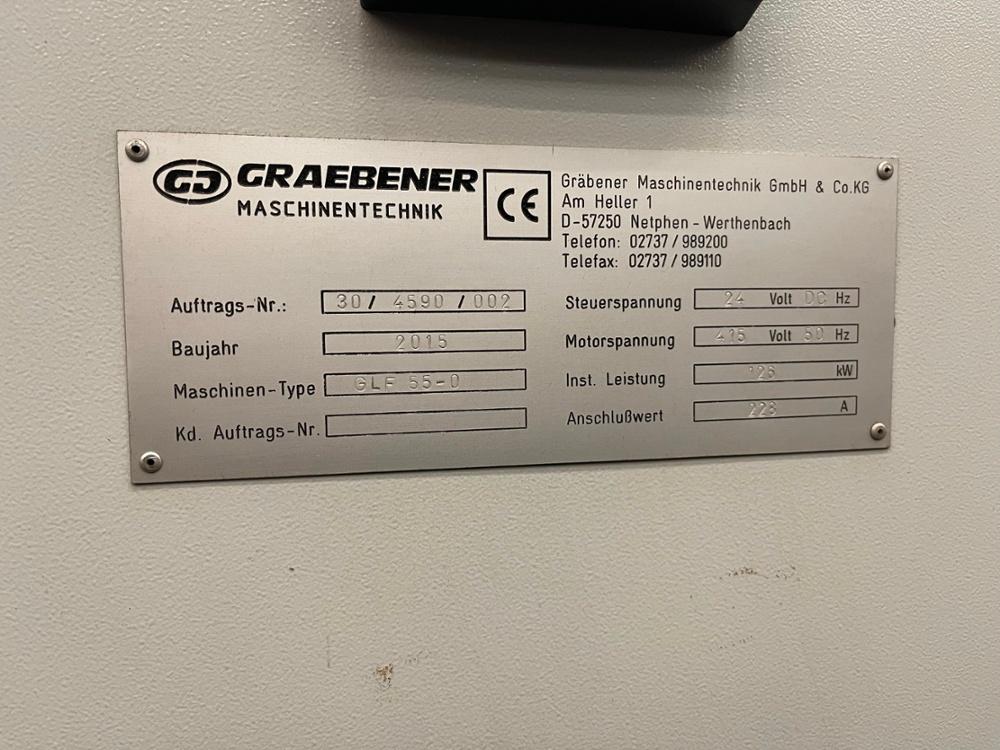 GD GRAEBENER
MASCHINENTECHNIK
CE
Gräbener Maschinentechnik GmbH & Co.KG
Am Heller 1
D-57250 Netphen - Werthenbach
Telefon: 02737 / 989200
Telefax: 02737 / 989110
Auftrags-Nr.: 30 / 4590 / 002
Baujahr 2015
Maschinen-Type GLF 55-0
Kd. Auftrags-Nr.
Steuerspannung 24 Volt DC Hz
Motorspannung 415 Volt 50 Hz
Inst. Leistung 126 kW
Anschlußwert 223 A